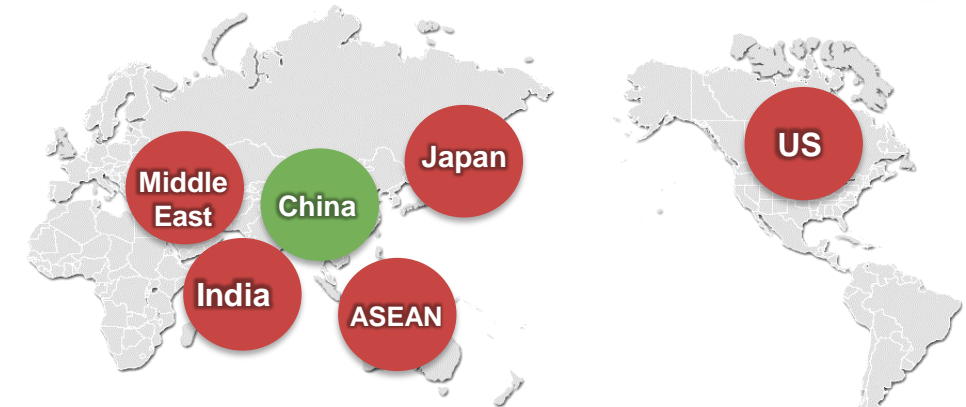 US
Japan
Middle
East
China
India
ASEAN